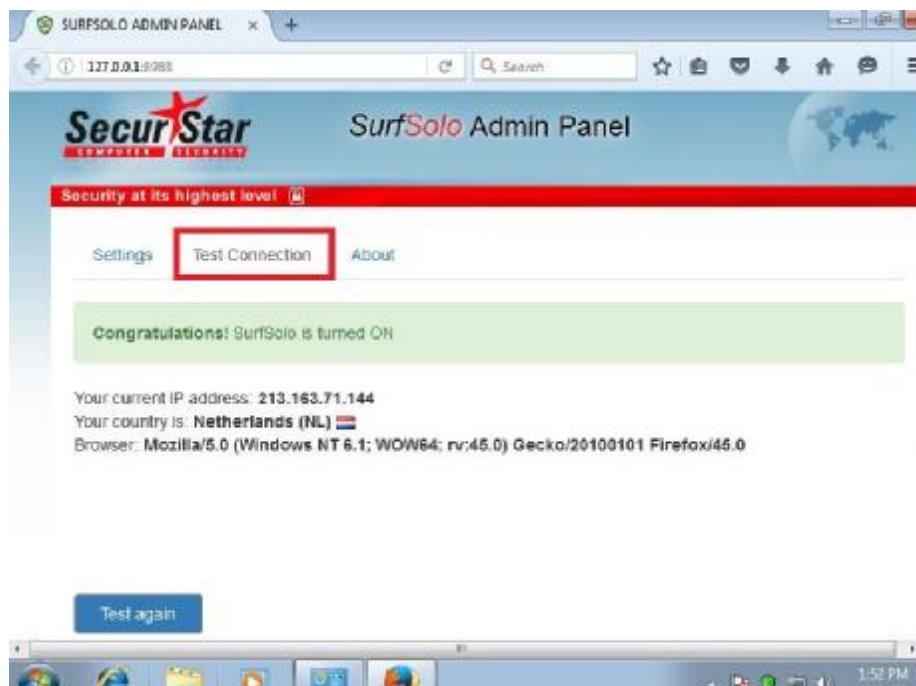 SURFSOLO ADMIN PANEL
127.0.0.1:8988
Search
SecurStar
COMPUTER SECURITY
SurfSolo Admin Panel
Security at its highest level
Settings Test Connection About
Congratulations! SurfSolo is turned ON
Your current IP address: 213.163.71.144
Your country is: Netherlands (NL)
Browser: Mozilla/5.0 (Windows NT 6.1; WOW64; rv:45.0) Gecko/20100101 Firefox/45.0
Test again
1:52 PM